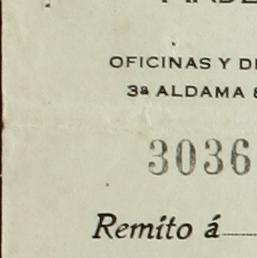 OFICINAS Y
3ª ALDAMA
3036
Remito á